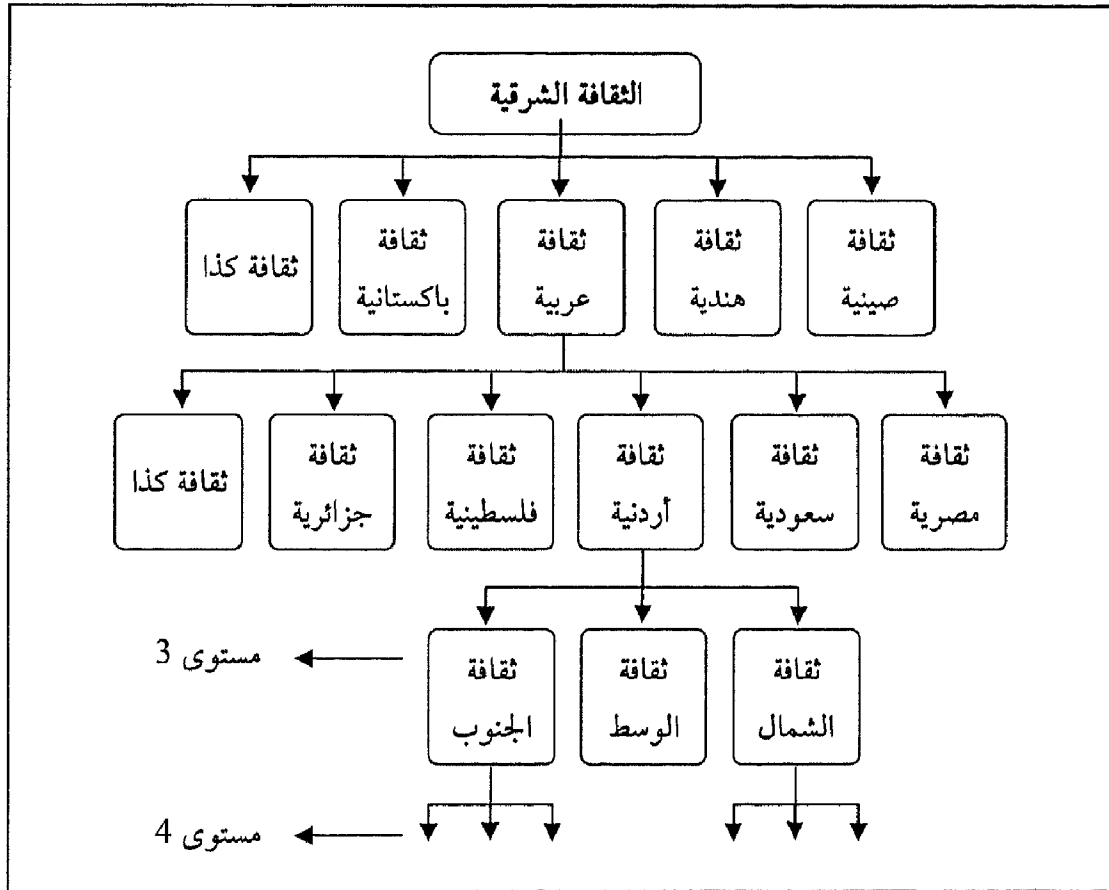 الثقافة الشرقية
ثقافة
صينية
ثقافة
هندية
ثقافة
عربية
ثقافة
باكستانية
ثقافة كذا
ثقافة
مصرية
ثقافة
سعودية
ثقافة
أردنية
ثقافة
فلسطينية
ثقافة
جزائرية
ثقافة كذا
ثقافة
الشمال
ثقافة
الوسط
ثقافة
الجنوب
مستوى 3
مستوى 4